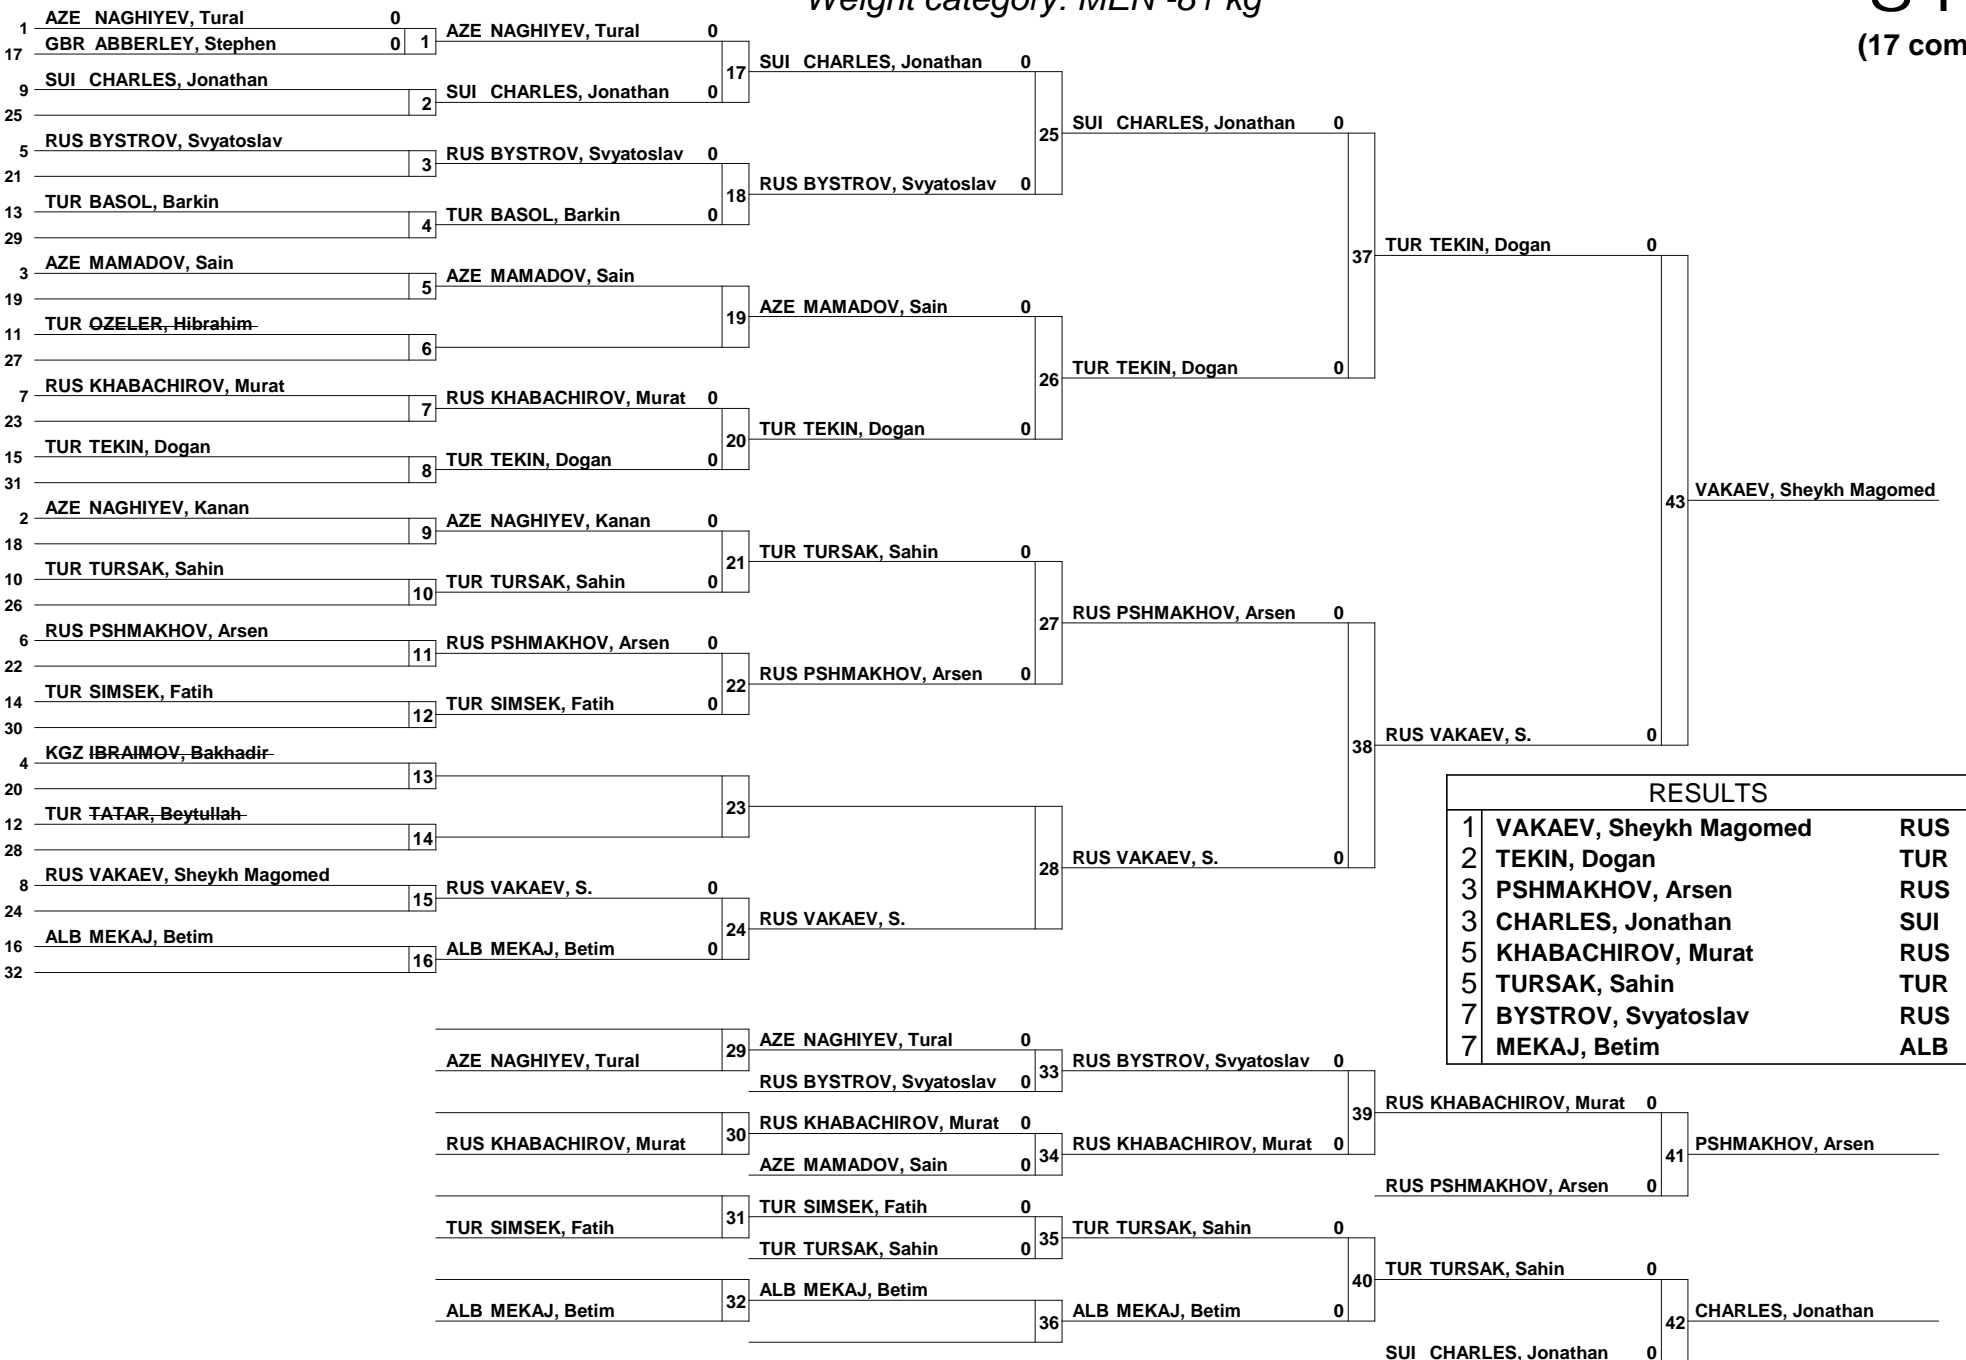 Weight category: MEN -81 kg
(17 com
1 AZE NAGHIYEV, Tural 0
17 GBR ABBERLEY, Stephen 0
1
9 SUI CHARLES, Jonathan
25
2
5 RUS BYSTROV, Svyatoslav
21
3
13 TUR BASOL, Barkin
29
4
3 AZE MAMADOV, Sain
19
5
11 TUR OZELER, Hibrahim
27
6
7 RUS KHABACHIROV, Murat
23
7
15 TUR TEKIN, Dogan
31
8
2 AZE NAGHIYEV, Kanan
18
9
10 TUR TURSAK, Sahin
26
10
6 RUS PSHMAKHOV, Arsen
22
11
14 TUR SIMSEK, Fatih
30
12
4 KGZ IBRAIMOV, Bakhadir
20
13
12 TUR TATAR, Beytullah
28
14
8 RUS VAKAEV, Sheykh Magomed
24
15
16 ALB MEKAJ, Betim
32
16
AZE NAGHIYEV, Tural 0
17
SUI CHARLES, Jonathan 0
RUS BYSTROV, Svyatoslav 0
18
TUR BASOL, Barkin 0
AZE MAMADOV, Sain
19
RUS KHABACHIROV, Murat 0
20
TUR TEKIN, Dogan 0
AZE NAGHIYEV, Kanan 0
21
TUR TURSAK, Sahin 0
RUS PSHMAKHOV, Arsen 0
22
TUR SIMSEK, Fatih 0
23
RUS VAKAEV, S. 0
24
ALB MEKAJ, Betim 0
SUI CHARLES, Jonathan 0
25
RUS BYSTROV, Svyatoslav 0
AZE MAMADOV, Sain 0
26
TUR TEKIN, Dogan 0
TUR TURSAK, Sahin 0
27
RUS PSHMAKHOV, Arsen 0
28
RUS VAKAEV, S.
SUI CHARLES, Jonathan 0
37
TUR TEKIN, Dogan 0
RUS PSHMAKHOV, Arsen 0
38
RUS VAKAEV, S. 0
TUR TEKIN, Dogan 0
43
RUS VAKAEV, S. 0
VAKAEV, Sheykh Magomed
RESULTS
1 VAKAEV, Sheykh Magomed RUS
2 TEKIN, Dogan TUR
3 PSHMAKHOV, Arsen RUS
3 CHARLES, Jonathan SUI
5 KHABACHIROV, Murat RUS
5 TURSAK, Sahin TUR
7 BYSTROV, Svyatoslav RUS
7 MEKAJ, Betim ALB
29
AZE NAGHIYEV, Tural
30
RUS KHABACHIROV, Murat
31
TUR SIMSEK, Fatih
32
ALB MEKAJ, Betim
AZE NAGHIYEV, Tural 0
33
RUS BYSTROV, Svyatoslav 0
RUS KHABACHIROV, Murat 0
34
AZE MAMADOV, Sain 0
TUR SIMSEK, Fatih 0
35
TUR TURSAK, Sahin 0
ALB MEKAJ, Betim
36
RUS BYSTROV, Svyatoslav 0
39
RUS KHABACHIROV, Murat 0
TUR TURSAK, Sahin 0
40
ALB MEKAJ, Betim 0
RUS KHABACHIROV, Murat 0
41
RUS PSHMAKHOV, Arsen 0
PSHMAKHOV, Arsen
TUR TURSAK, Sahin 0
42
SUI CHARLES, Jonathan 0
CHARLES, Jonathan